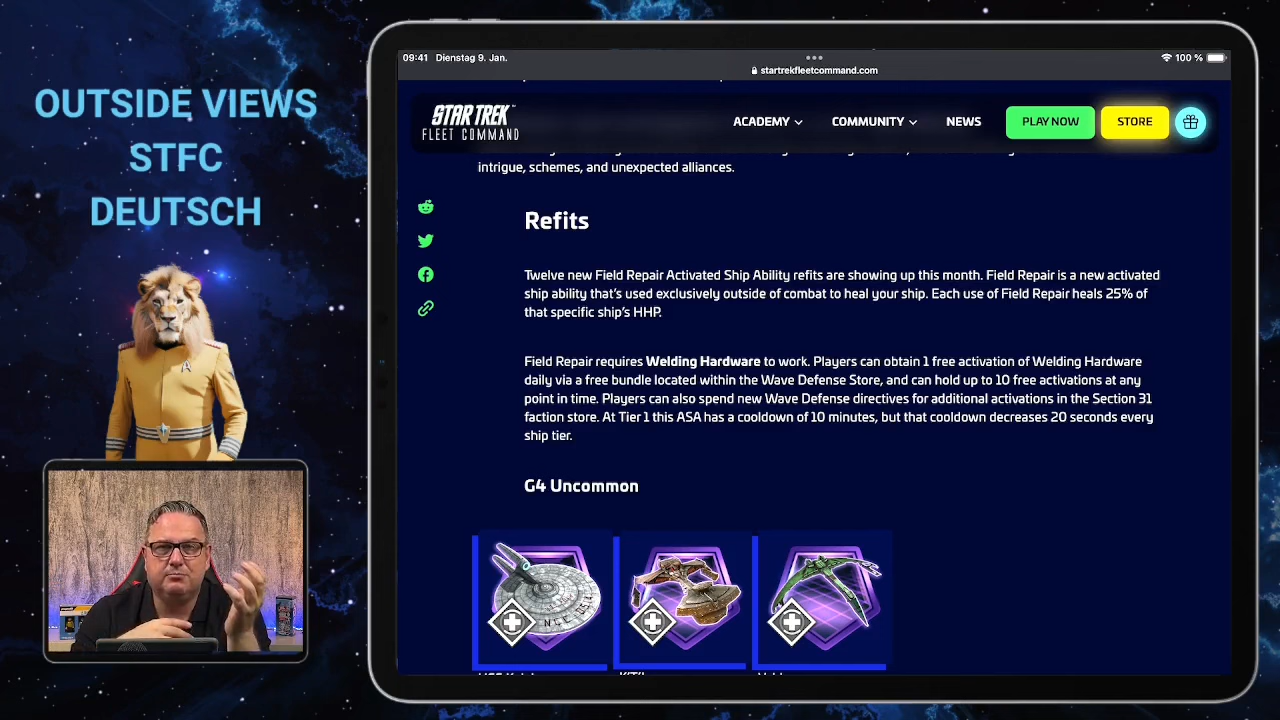 OUTSIDE VIEWS
STFC
DEUTSCH
09:41 Dienstag 9. Jan.
100 %
startrekfleetcommand.com
STAR TREK
FLEET COMMAND
ACADEMY
COMMUNITY
NEWS
PLAY NOW
STORE
intrigue, schemes, and unexpected alliances.
Refits
Twelve new Field Repair Activated Ship Ability refits are showing up this month. Field Repair is a new activated
ship ability that’s used exclusively outside of combat to heal your ship. Each use of Field Repair heals 25% of
that specific ship’s HHP.
Field Repair requires Welding Hardware to work. Players can obtain 1 free activation of Welding Hardware
daily via a free bundle located within the Wave Defense Store, and can hold up to 10 free activations at any
point in time. Players can also spend new Wave Defense directives for additional activations in the Section 31
faction store. At Tier 1 this ASA has a cooldown of 10 minutes, but that cooldown decreases 20 seconds every
ship tier.
G4 Uncommon